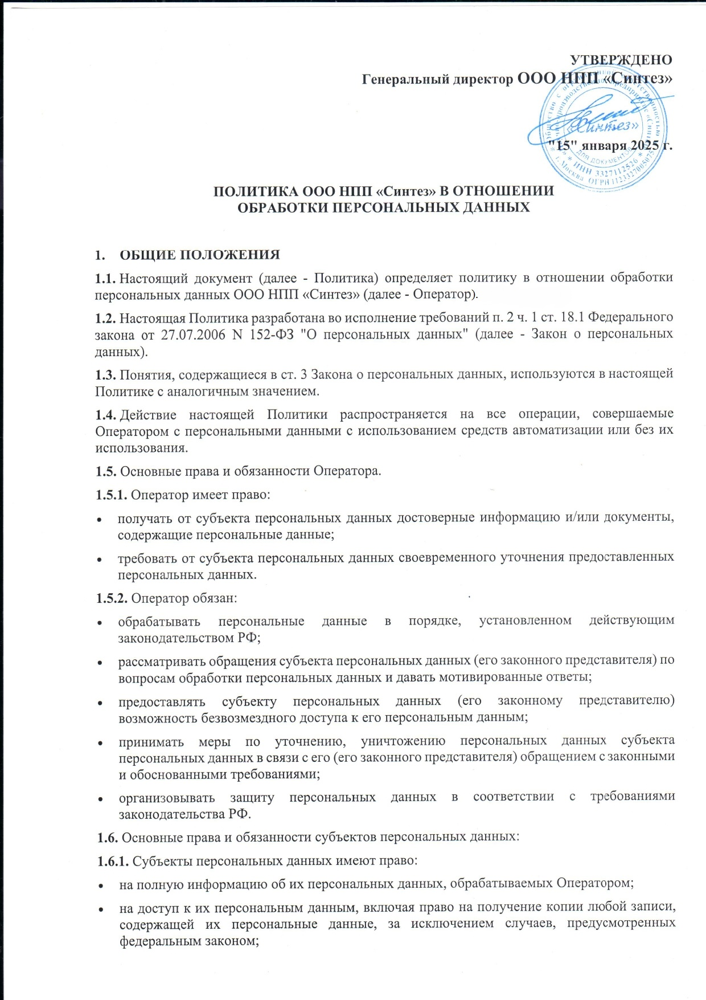 УТВЕРЖДЕНО
Генеральный директор ООО НПП «Синтез»
«Синтез»
ДЛЯ ДОКУМЕНТОВ
* ИНН 3327112526 *
г. Москва ОГРН 1123327005075
"15" января 2025 г.
ПОЛИТИКА ООО НПП «Синтез» В ОТНОШЕНИИ
ОБРАБОТКИ ПЕРСОНАЛЬНЫХ ДАННЫХ
1. ОБЩИЕ ПОЛОЖЕНИЯ
1.1. Настоящий документ (далее - Политика) определяет политику в отношении обработки
персональных данных ООО НПП «Синтез» (далее - Оператор).
1.2. Настоящая Политика разработана во исполнение требований п. 2 ч. 1 ст. 18.1 Федерального
закона от 27.07.2006 N 152-ФЗ "О персональных данных" (далее - Закон о персональных
данных).
1.3. Понятия, содержащиеся в ст. 3 Закона о персональных данных, используются в настоящей
Политике с аналогичным значением.
1.4. Действие настоящей Политики распространяется на все операции, совершаемые
Оператором с персональными данными с использованием средств автоматизации или без их
использования.
1.5. Основные права и обязанности Оператора.
1.5.1. Оператор имеет право:
• получать от субъекта персональных данных достоверные информацию и/или документы,
содержащие персональные данные;
• требовать от субъекта персональных данных своевременного уточнения предоставленных
персональных данных.
1.5.2. Оператор обязан:
• обрабатывать персональные данные в порядке, установленном действующим
законодательством РФ;
• рассматривать обращения субъекта персональных данных (его законного представителя) по
вопросам обработки персональных данных и давать мотивированные ответы;
• предоставлять субъекту персональных данных (его законному представителю)
возможность безвозмездного доступа к его персональным данным;
• принимать меры по уточнению, уничтожению персональных данных субъекта
персональных данных в связи с его (его законного представителя) обращением с законными
и обоснованными требованиями;
• организовывать защиту персональных данных в соответствии с требованиями
законодательства РФ.
1.6. Основные права и обязанности субъектов персональных данных:
1.6.1. Субъекты персональных данных имеют право:
• на полную информацию об их персональных данных, обрабатываемых Оператором;
• на доступ к их персональным данным, включая право на получение копии любой записи,
содержащей их персональные данные, за исключением случаев, предусмотренных
федеральным законом;